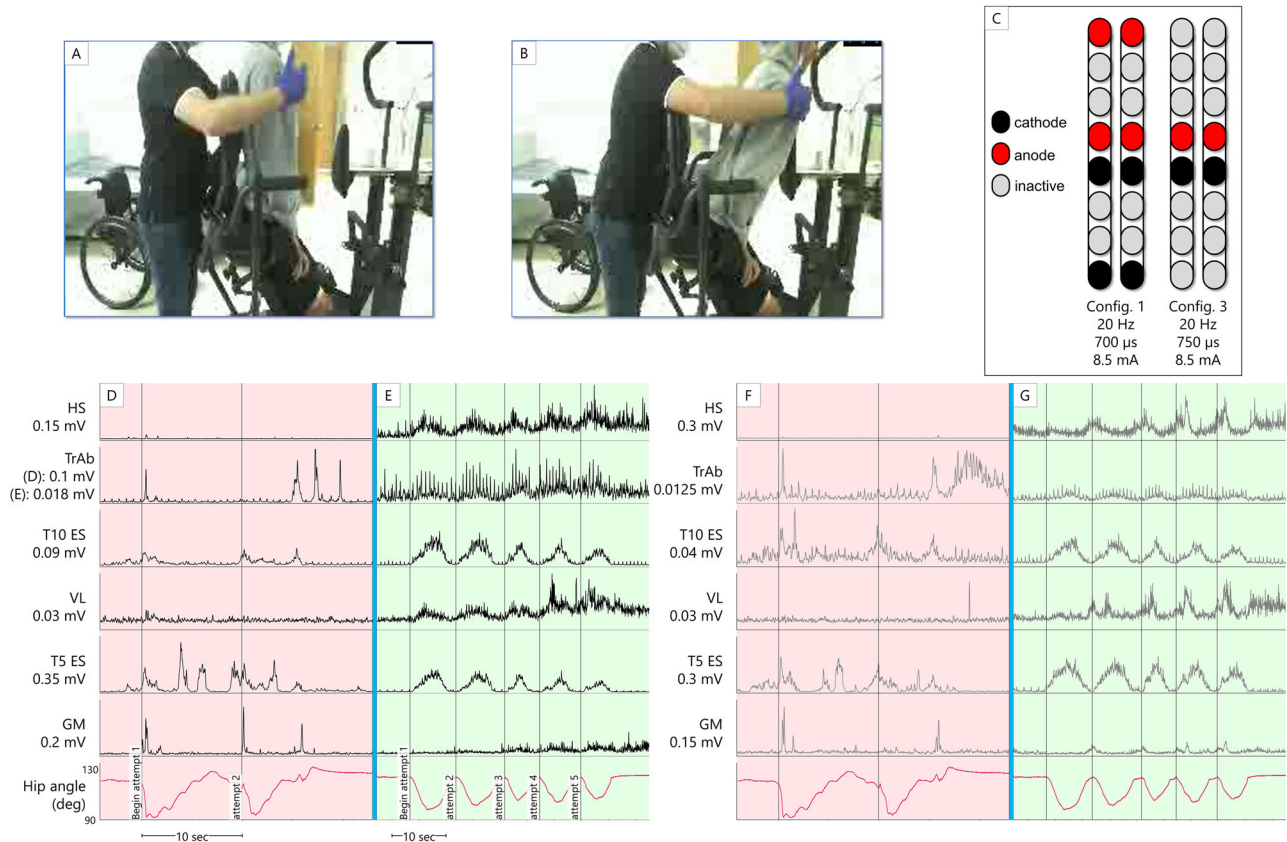 A
B
C
cathode
anode
inactive
Config. 1
20 Hz
700 µs
8.5 mA
Config. 3
20 Hz
750 µs
8.5 mA
D
E
F
G
HS
0.15 mV
TrAb
(D): 0.1 mV
(E): 0.018 mV
T10 ES
0.09 mV
VL
0.03 mV
T5 ES
0.35 mV
GM
0.2 mV
Hip angle
(deg)
130
90
Begin attempt 1
attempt 2
10 sec
Begin attempt 1
attempt 2
attempt 3
attempt 4
attempt 5
10 sec
HS
0.3 mV
TrAb
0.0125 mV
T10 ES
0.04 mV
VL
0.03 mV
T5 ES
0.3 mV
GM
0.15 mV